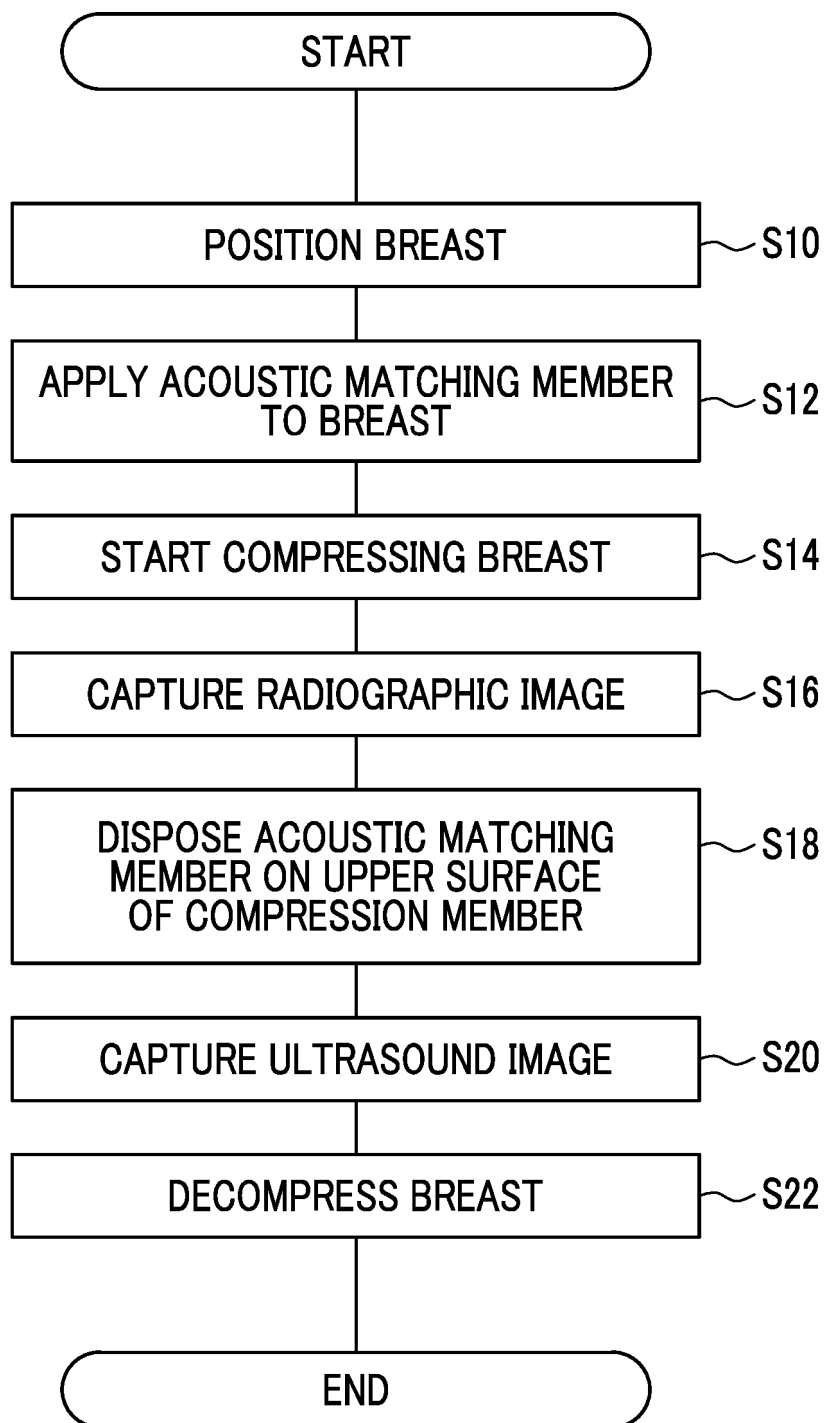 START
POSITION BREAST
S10
APPLY ACOUSTIC MATCHING MEMBER
TO BREAST
S12
START COMPRESSING BREAST
S14
CAPTURE RADIOGRAPHIC IMAGE
S16
DISPOSE ACOUSTIC MATCHING
MEMBER ON UPPER SURFACE
OF COMPRESSION MEMBER
S18
CAPTURE ULTRASOUND IMAGE
S20
DECOMPRESS BREAST
S22
END